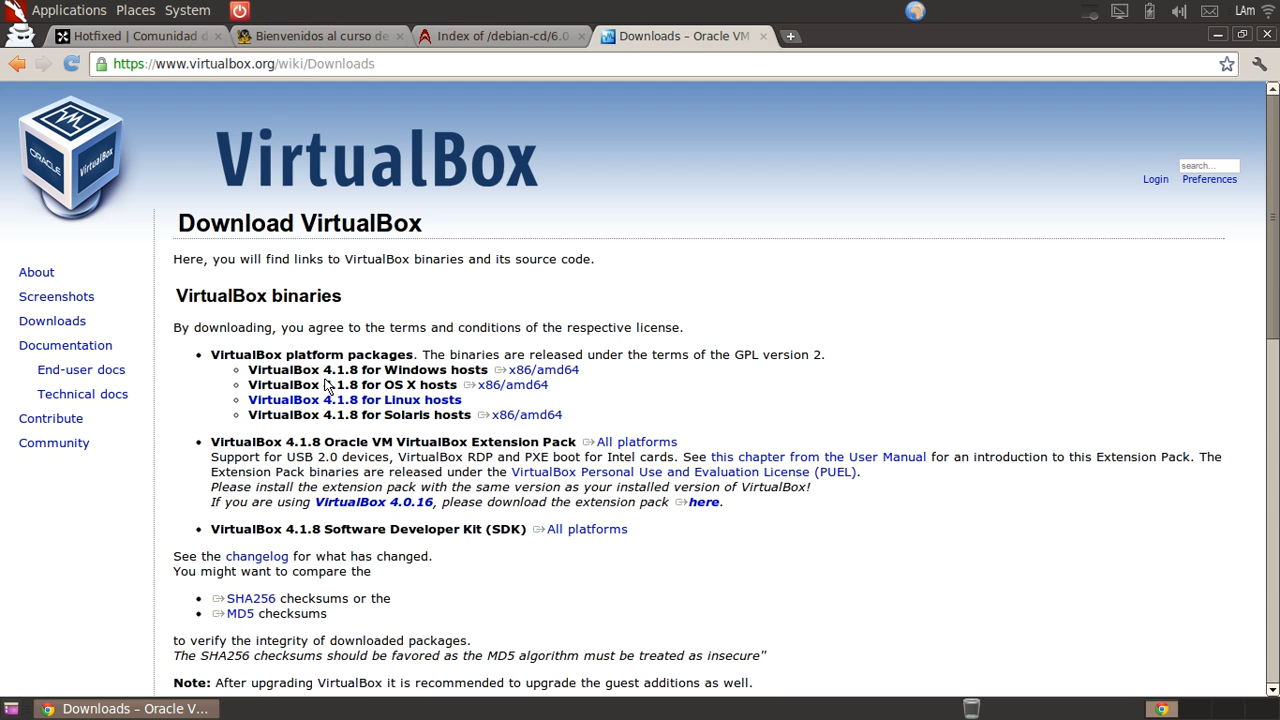 Applications Places System LAm
Hotfixed | Comunidad d Bienvenidos al curso de Index of /debian-cd/6.0 Downloads – Oracle VM
https://www.virtualbox.org/wiki/Downloads
ORACLE VirtualBox
VirtualBox
search...
Login Preferences
Download VirtualBox
Here, you will find links to VirtualBox binaries and its source code.
About
Screenshots
Downloads
Documentation
End-user docs
Technical docs
Contribute
Community
VirtualBox binaries
By downloading, you agree to the terms and conditions of the respective license.
VirtualBox platform packages. The binaries are released under the terms of the GPL version 2.
VirtualBox 4.1.8 for Windows hosts x86/amd64
VirtualBox 4.1.8 for OS X hosts x86/amd64
VirtualBox 4.1.8 for Linux hosts
VirtualBox 4.1.8 for Solaris hosts x86/amd64
VirtualBox 4.1.8 Oracle VM VirtualBox Extension Pack All platforms
Support for USB 2.0 devices, VirtualBox RDP and PXE boot for Intel cards. See this chapter from the User Manual for an introduction to this Extension Pack. The
Extension Pack binaries are released under the VirtualBox Personal Use and Evaluation License (PUEL).
Please install the extension pack with the same version as your installed version of VirtualBox!
If you are using VirtualBox 4.0.16, please download the extension pack here.
VirtualBox 4.1.8 Software Developer Kit (SDK) All platforms
See the changelog for what has changed.
You might want to compare the
SHA256 checksums or the
MD5 checksums
to verify the integrity of downloaded packages.
The SHA256 checksums should be favored as the MD5 algorithm must be treated as insecure"
Note: After upgrading VirtualBox it is recommended to upgrade the guest additions as well.
Downloads – Oracle V...